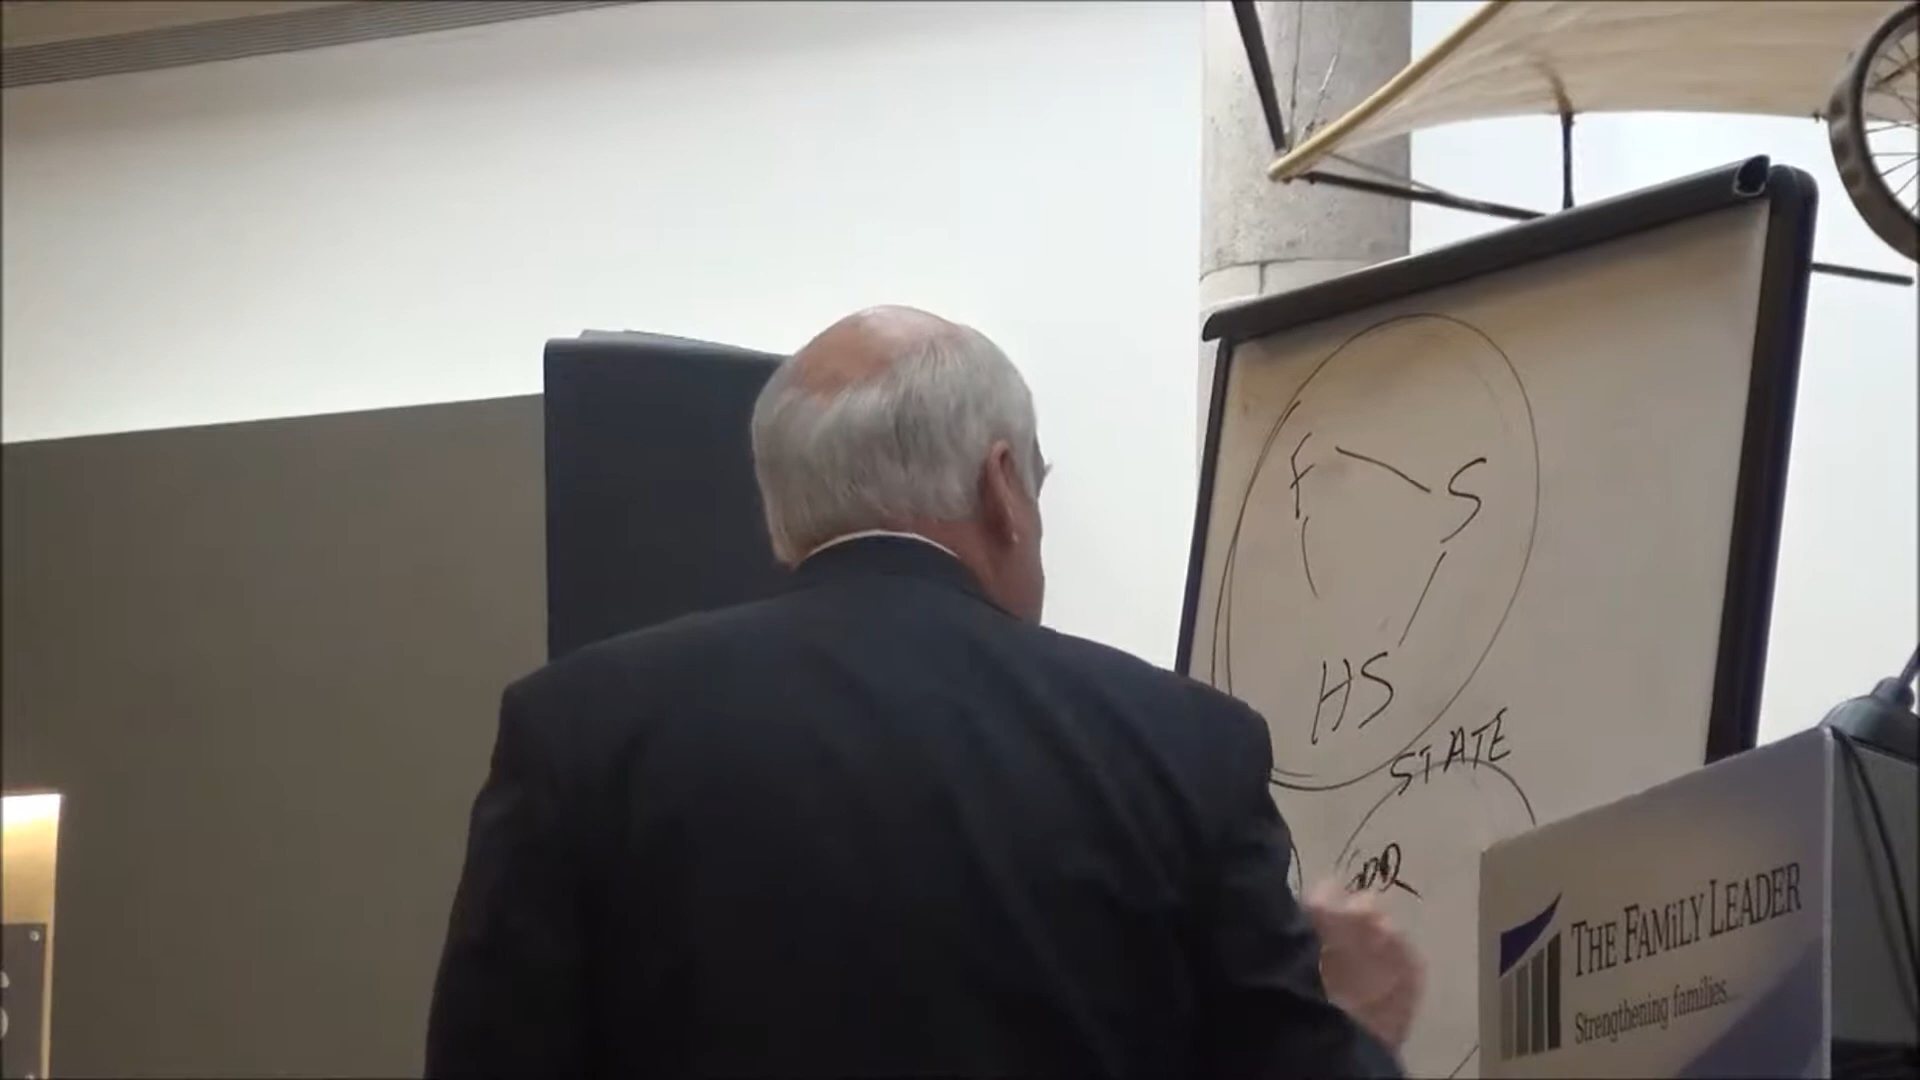 F S
HS
STATE
THE FAMiLY LEADER
Strengthening families...